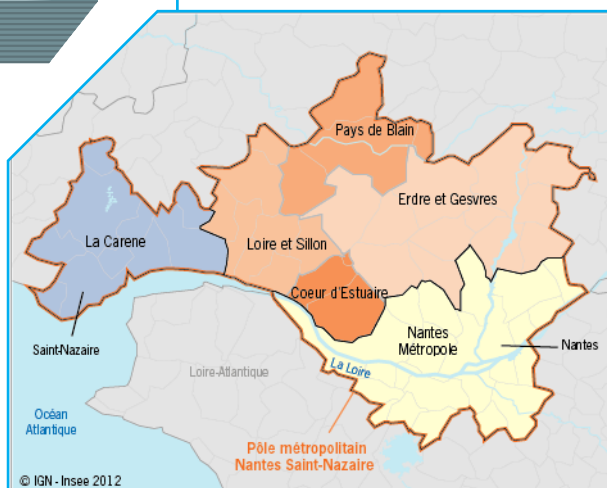 Pays de Blain
Erdre et Gesvres
La Carene
Loire et Sillon
Coeur d'Estuaire
Nantes
Métropole
Nantes
Saint-Nazaire
Loire-Atlantique
La Loire
Océan
Atlantique
Pôle métropolitain
Nantes Saint-Nazaire
© IGN - Insee 2012